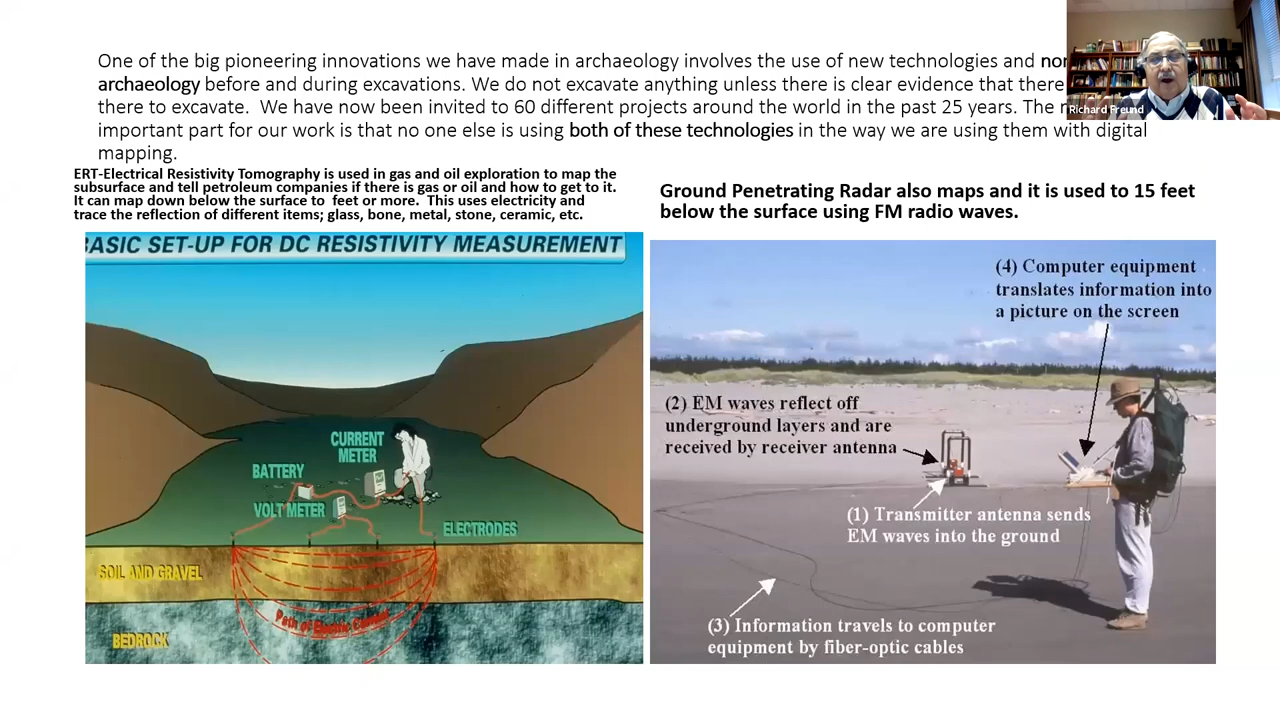 One of the big pioneering innovations we have made in archaeology involves the use of new technologies and
archaeology before and during excavations. We do not excavate anything unless there is clear evidence that there
there to excavate. We have now been invited to 60 different projects around the world in the past 25 years. The
important part for our work is that no one else is using both of these technologies in the way we are using them with digital
mapping.
Richard Freund
ERT-Electrical Resistivity Tomography is used in gas and oil exploration to map the
subsurface and tell petroleum companies if there is gas or oil and how to get to it.
It can map down below the surface to feet or more. This uses electricity and
trace the reflection of different items; glass, bone, metal, stone, ceramic, etc.
Ground Penetrating Radar also maps and it is used to 15 feet
below the surface using FM radio waves.
BASIC SET-UP FOR DC RESISTIVITY MEASUREMENT
CURRENT
METER
BATTERY
VOLT METER
ELECTRODES
SOIL AND GRAVEL
Path of Electric Current
BEDROCK
(4) Computer equipment
translates information into
a picture on the screen
(2) EM waves reflect off
underground layers and are
received by receiver antenna
(1) Transmitter antenna sends
EM waves into the ground
(3) Information travels to computer
equipment by fiber-optic cables